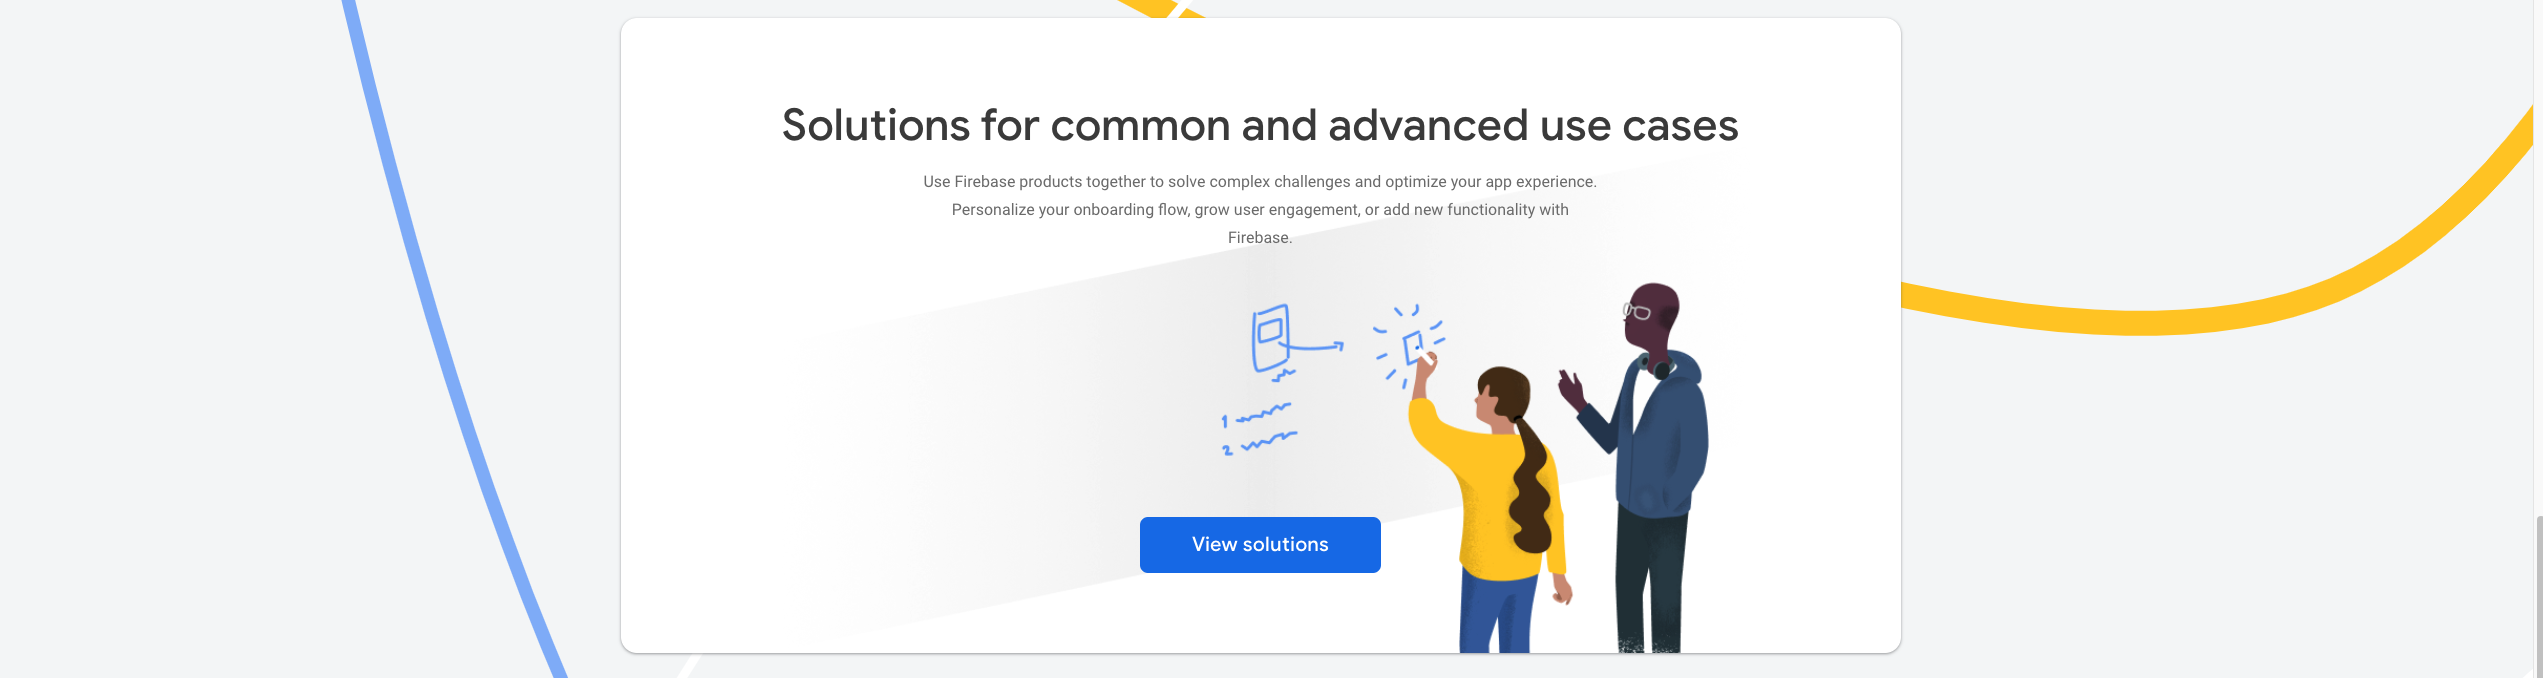 Solutions for common and advanced use cases
Use Firebase products together to solve complex challenges and optimize your app experience.
Personalize your onboarding flow, grow user engagement, or add new functionality with
Firebase.
1
2
View solutions